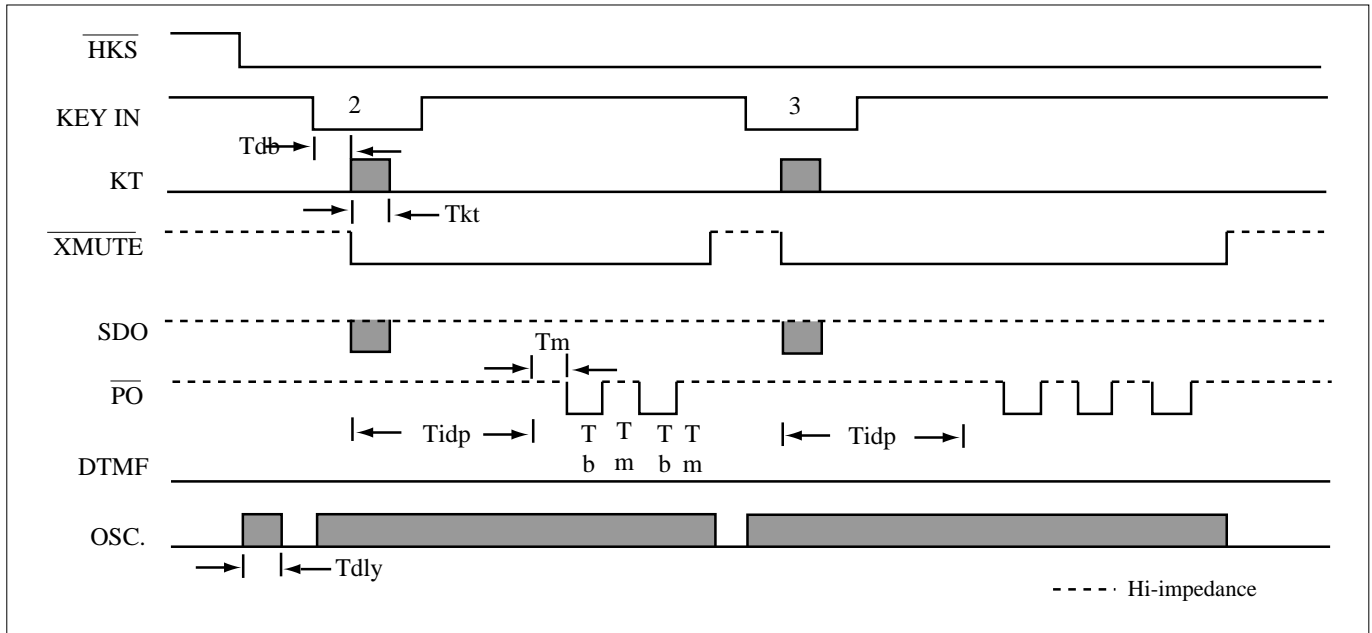 HKS
KEY IN
2
3
Tdb
KT
Tkt
XMUTE
SDO
Tm
PO
Tidp
T
b
T
m
T
b
T
m
Tidp
DTMF
OSC.
Tdly
Hi-impedance